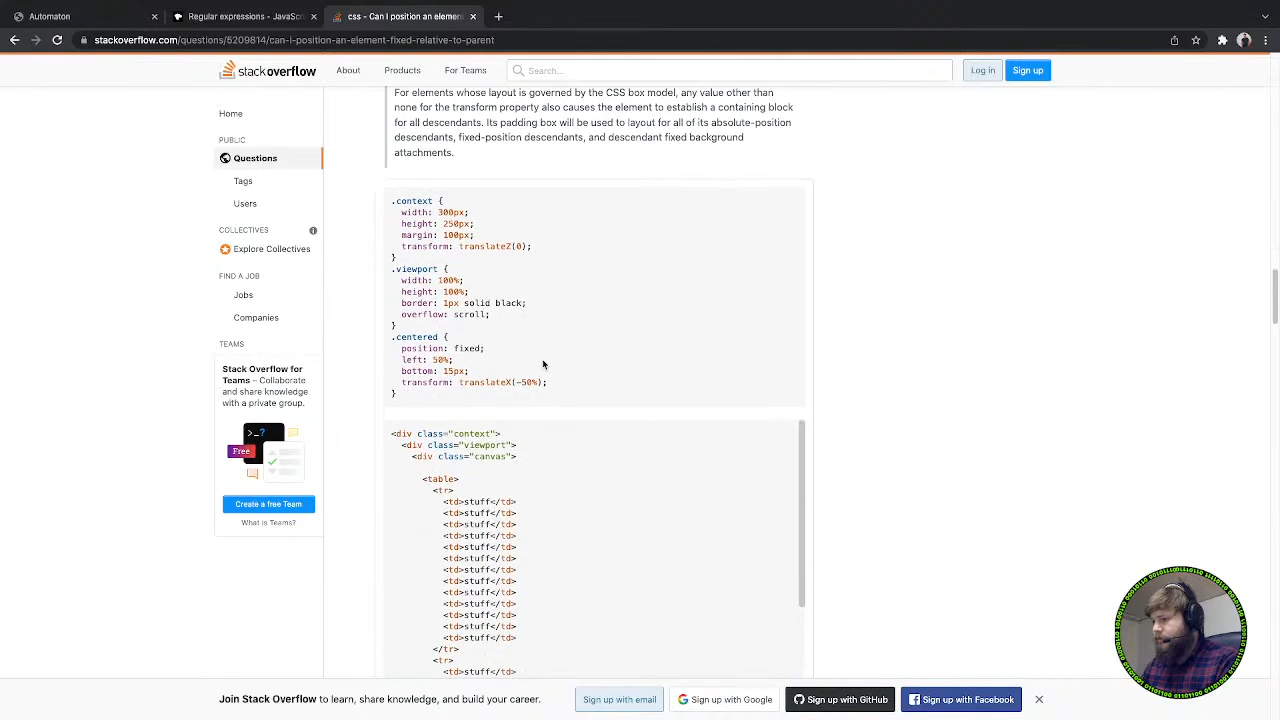 Automaton
Regular expressions - JavaSc
css - Can I position an elemen
stackoverflow.com/questions/5209814/can-i-position-an-element-fixed-relative-to-parent
stackoverflow
About
Products
For Teams
Search...
Log in
Sign up
Home
PUBLIC
Questions
Tags
Users
COLLECTIVES
Explore Collectives
FIND A JOB
Jobs
Companies
TEAMS
Stack Overflow for
Teams – Collaborate
and share knowledge
with a private group.
>_?
Free
Create a free Team
What is Teams?
For elements whose layout is governed by the CSS box model, any value other than
none for the transform property also causes the element to establish a containing block
for all descendants. Its padding box will be used to layout for all of its absolute-position
descendants, fixed-position descendants, and descendant fixed background
attachments.
.context {
width: 300px;
height: 250px;
margin: 100px;
transform: translateZ(0);
}
.viewport {
width: 100%;
height: 100%;
border: 1px solid black;
overflow: scroll;
}
.centered {
position: fixed;
left: 50%;
bottom: 15px;
transform: translateX(-50%);
}
<div class="context">
<div class="viewport">
<div class="canvas">
<table>
<tr>
<td>stuff</td>
<td>stuff</td>
<td>stuff</td>
<td>stuff</td>
<td>stuff</td>
<td>stuff</td>
<td>stuff</td>
<td>stuff</td>
<td>stuff</td>
<td>stuff</td>
<td>stuff</td>
<td>stuff</td>
<td>stuff</td>
</tr>
<tr>
<td>stuff</td>
Join Stack Overflow to learn, share knowledge, and build your career.
Sign up with email
Sign up with Google
Sign up with GitHub
Sign up with Facebook